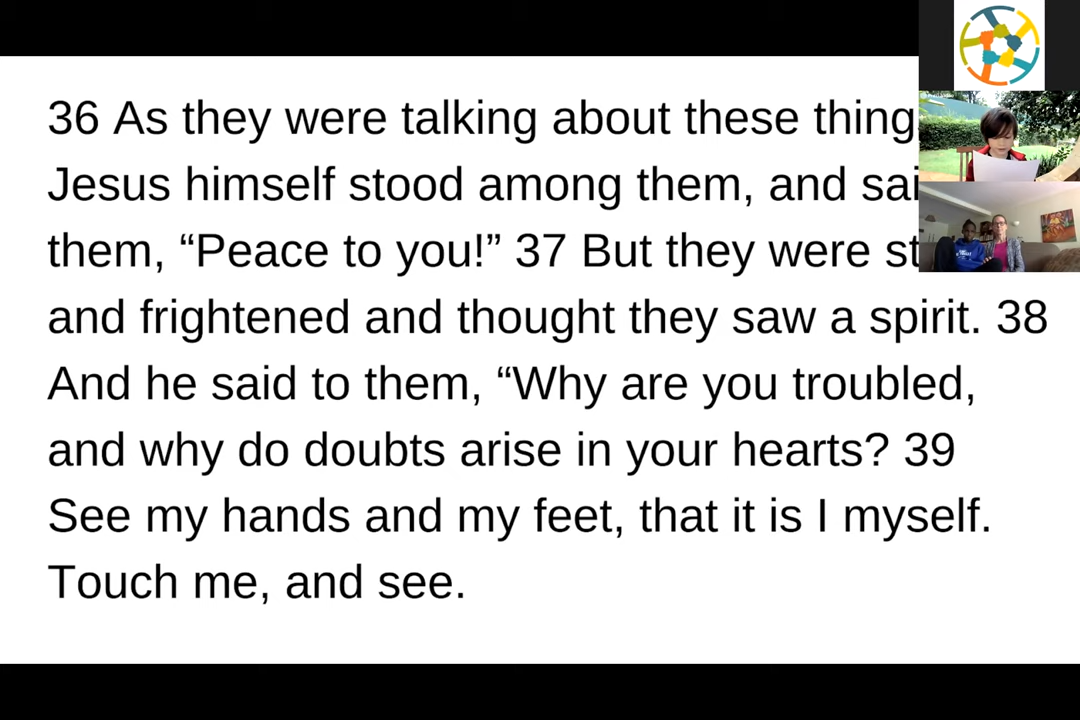 36 As they were talking about these
Jesus himself stood among them, and
them, “Peace to you!” 37 But they were
and frightened and thought they saw a spirit. 38
And he said to them, “Why are you troubled,
and why do doubts arise in your hearts? 39
See my hands and my feet, that it is I myself.
Touch me, and see.